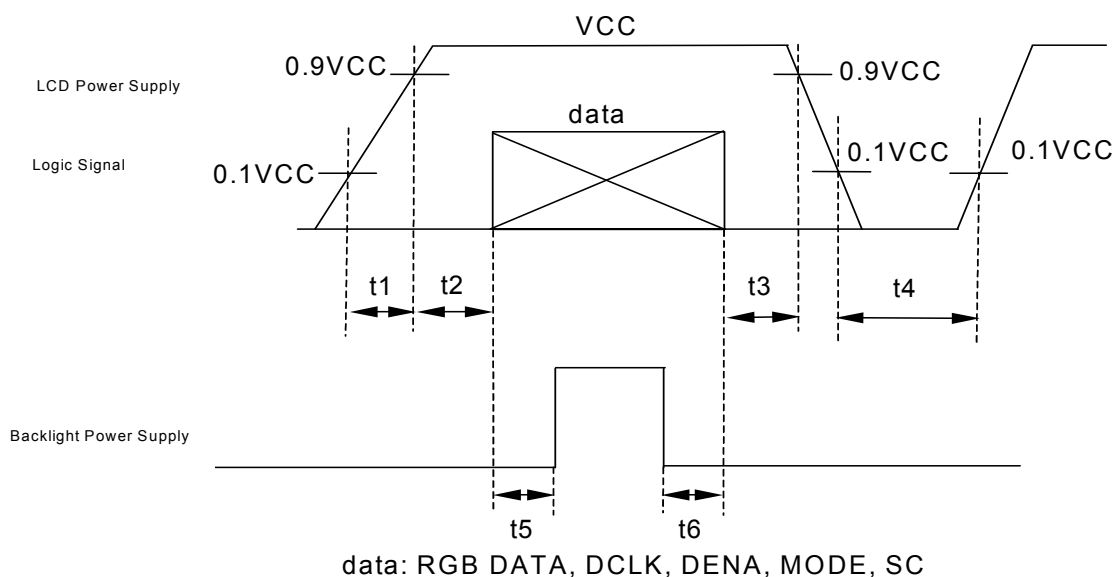 VCC
0.9VCC
0.9VCC
LCD Power Supply
data
Logic Signal
0.1VCC
0.1VCC
0.1VCC
t1
t2
t3
t4
Backlight Power Supply
t5
t6
data: RGB DATA, DCLK, DENA, MODE, SC